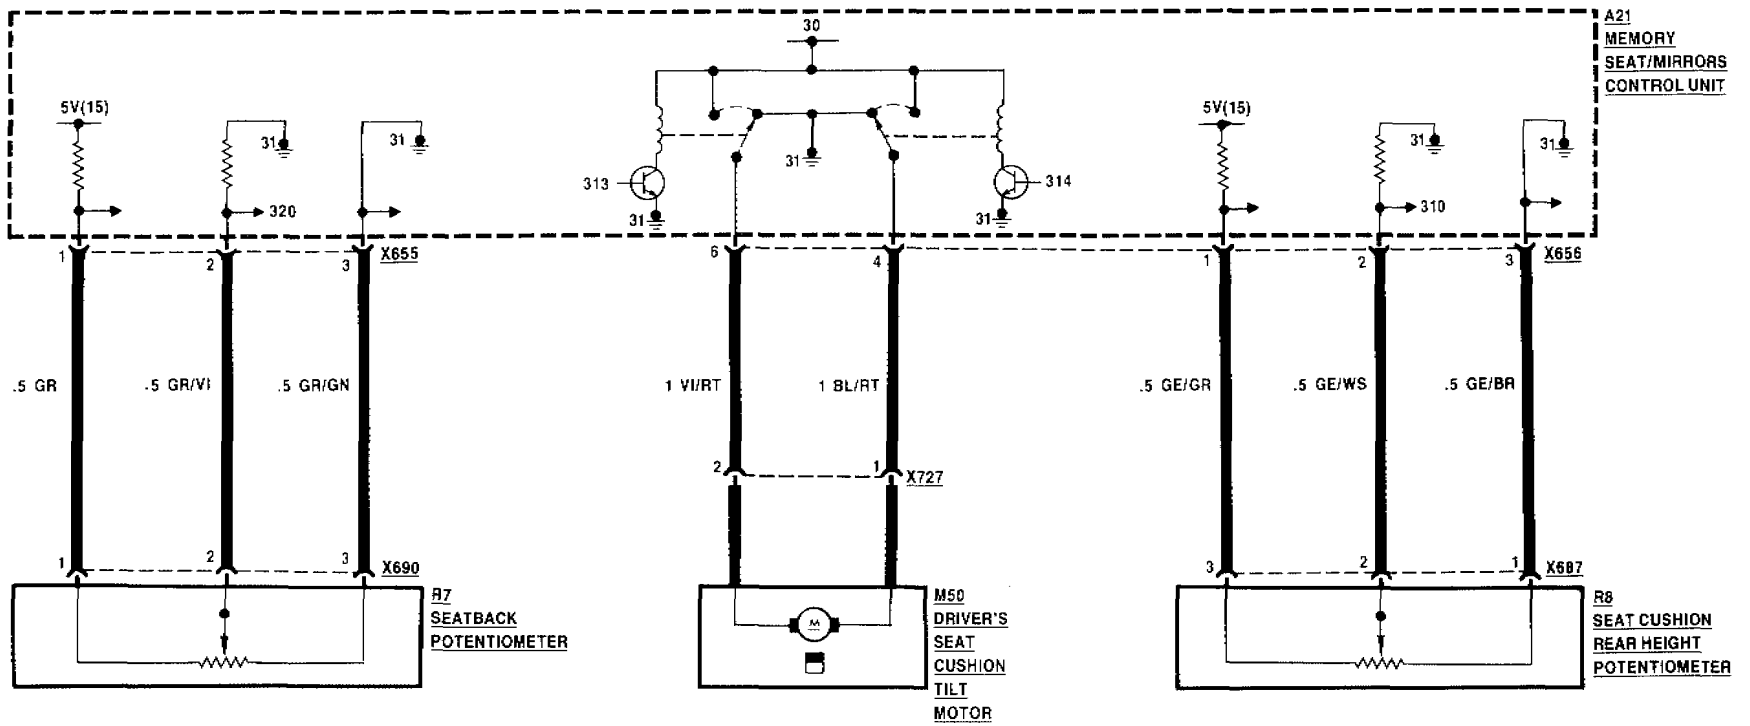 30
A21
MEMORY
SEAT/MIRRORS
CONTROL UNIT
5V(15)
31
31
31
313
31
314
31
5V(15)
31
31
320
310
1
2
3
X655
6
4
1
2
3
X656
.5 GR
.5 GR/VI
.5 GR/GN
1 VI/RT
1 BL/RT
.5 GE/GR
.5 GE/WS
.5 GE/BR
2
1
X727
1
2
3
X690
3
2
1
X687
R7
SEATBACK
POTENTIOMETER
M
M50
DRIVER'S
SEAT
CUSHION
TILT
MOTOR
R8
SEAT CUSHION
REAR HEIGHT
POTENTIOMETER